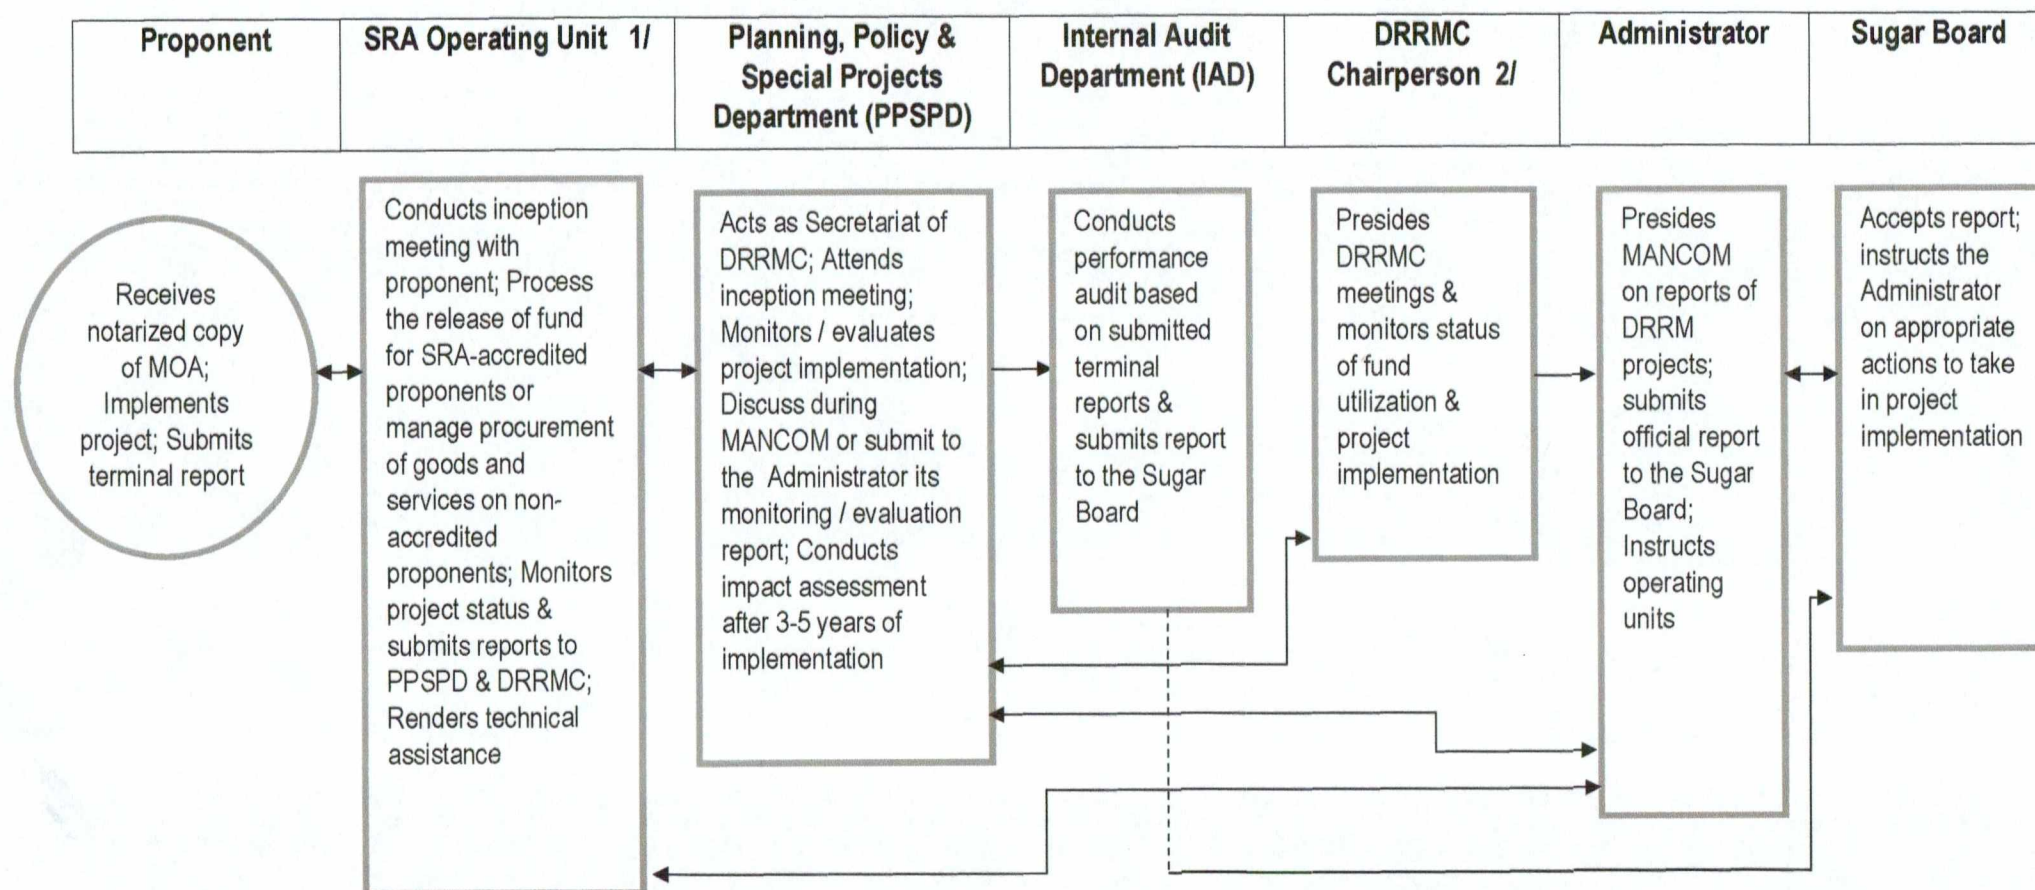 Proponent
SRA Operating Unit 1/
Planning, Policy &
Special Projects
Department (PPSPD)
Internal Audit
Department (IAD)
DRRMC
Chairperson 2/
Administrator
Sugar Board
Receives
notarized copy
of MOA;
Implements
project; Submits
terminal report
Conducts inception
meeting with
proponent; Process
the release of fund
for SRA-accredited
proponents or
manage procurement
of goods and
services on non-
accredited
proponents; Monitors
project status &
submits reports to
PPSPD & DRRMC;
Renders technical
assistance
Acts as Secretariat of
DRRMC; Attends
inception meeting;
Monitors / evaluates
project implementation;
Discuss during
MANCOM or submit to
the Administrator its
monitoring / evaluation
report; Conducts
impact assessment
after 3-5 years of
implementation
Conducts
performance
audit based
on submitted
terminal
reports &
submits report
to the Sugar
Board
Presides
DRRMC
meetings &
monitors status
of fund
utilization &
project
implementation
Presides
MANCOM
on reports of
DRRM
projects;
submits
official report
to the Sugar
Board;
Instructs
operating
units
Accepts report;
instructs the
Administrator
on appropriate
actions to take
in project
implementation